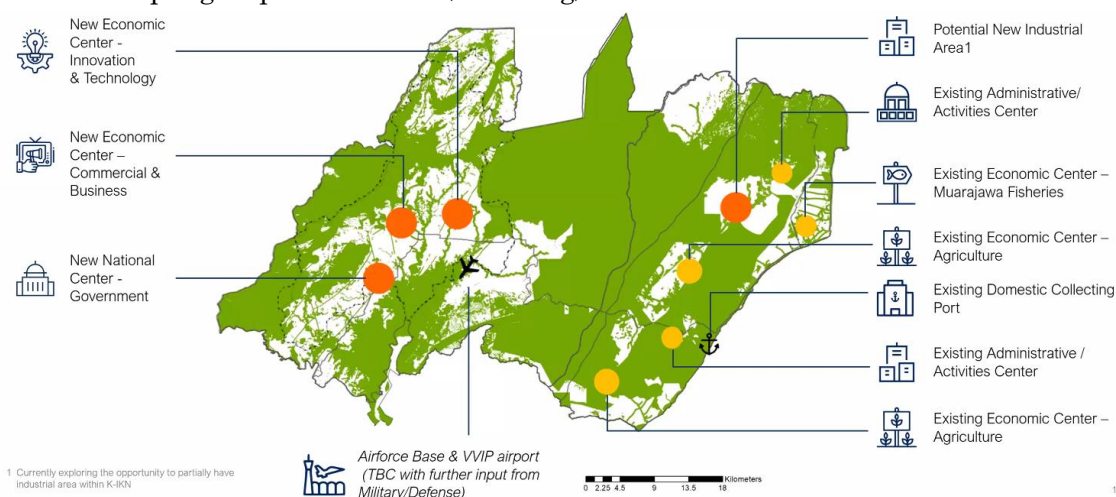 New Economic
Center -
Innovation
& Technology
New Economic
Center –
Commercial &
Business
New National
Center -
Government
Potential New Industrial
Area1
Existing Administrative/
Activities Center
Existing Economic Center –
Muarajawa Fisheries
Existing Economic Center –
Agriculture
Existing Domestic Collecting
Port
Existing Administrative /
Activities Center
Existing Economic Center –
Agriculture
Airforce Base & VVIP airport
(TBC with further input from
Military/Defense)
Kilometers
0 2.25 4.5 9 13.5 18
1 Currently exploring the opportunity to partially have
industrial area within K-IKN